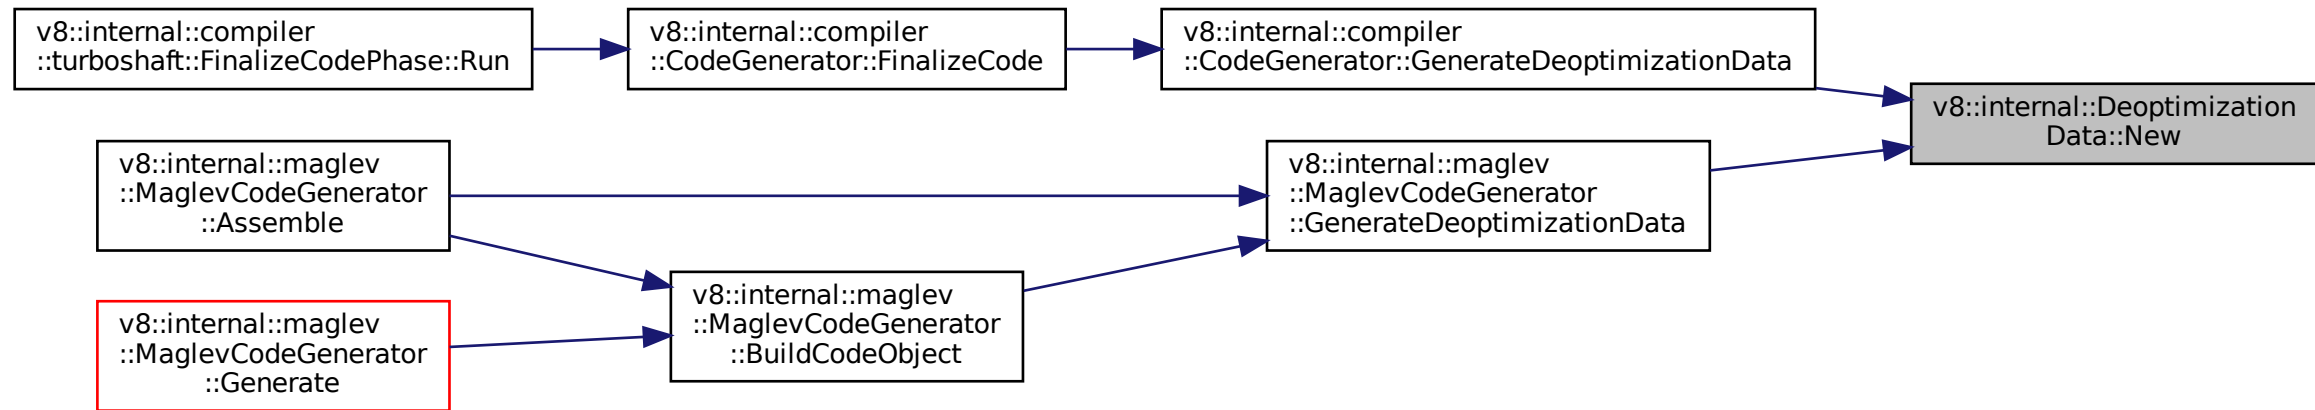 v8::internal::compiler
::turboshaft::FinalizeCodePhase::Run
v8::internal::compiler
::CodeGenerator::FinalizeCode
v8::internal::compiler
::CodeGenerator::GenerateDeoptimizationData
v8::internal::Deoptimization
Data::New
v8::internal::maglev
::MaglevCodeGenerator
::Assemble
v8::internal::maglev
::MaglevCodeGenerator
::GenerateDeoptimizationData
v8::internal::maglev
::MaglevCodeGenerator
::BuildCodeObject
v8::internal::maglev
::MaglevCodeGenerator
::Generate